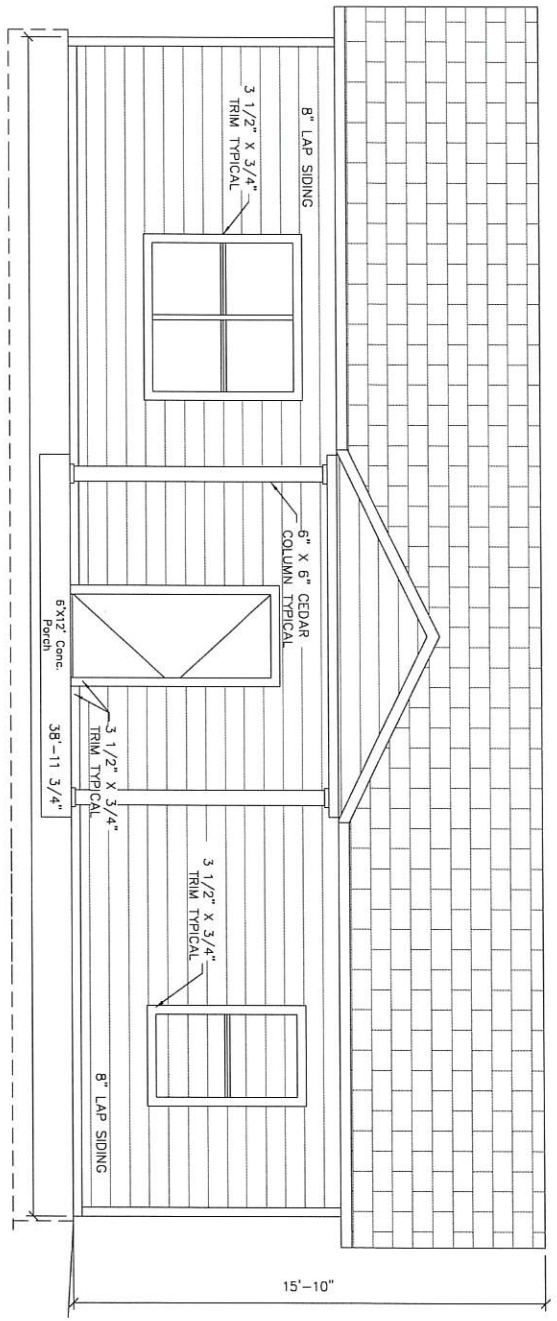 8" LAP SIDING
3 1/2" X 3/4"
TRIM TYPICAL
6" X 6" CEDAR
COLUMN TYPICAL
6'X12' Conc.
Porch
38'-11 3/4"
3 1/2" X 3/4"
TRIM TYPICAL
3 1/2" X 3/4"
TRIM TYPICAL
8" LAP SIDING
15'-10"